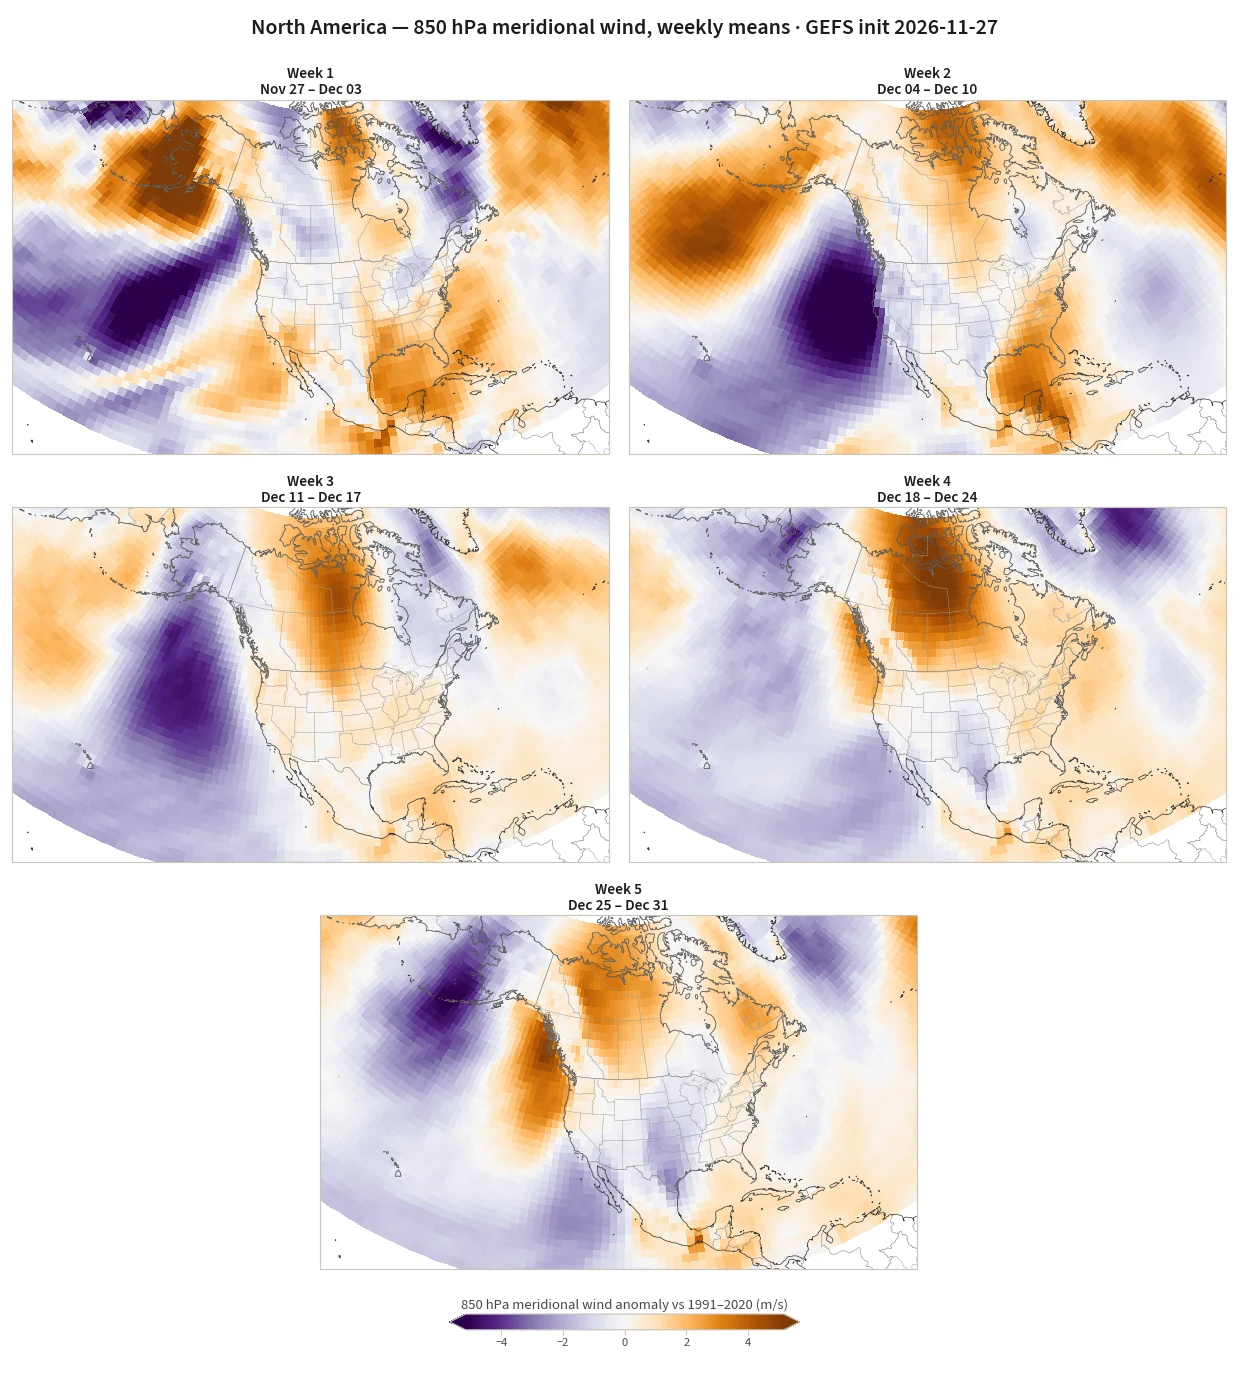 North America — 850 hPa meridional wind, weekly means · GEFS init 2026-11-27
Week 1
Nov 27 – Dec 03
Week 2
Dec 04 – Dec 10
Week 3
Dec 11 – Dec 17
Week 4
Dec 18 – Dec 24
Week 5
Dec 25 – Dec 31
850 hPa meridional wind anomaly vs 1991–2020 (m/s)
−4 −2 0 2 4